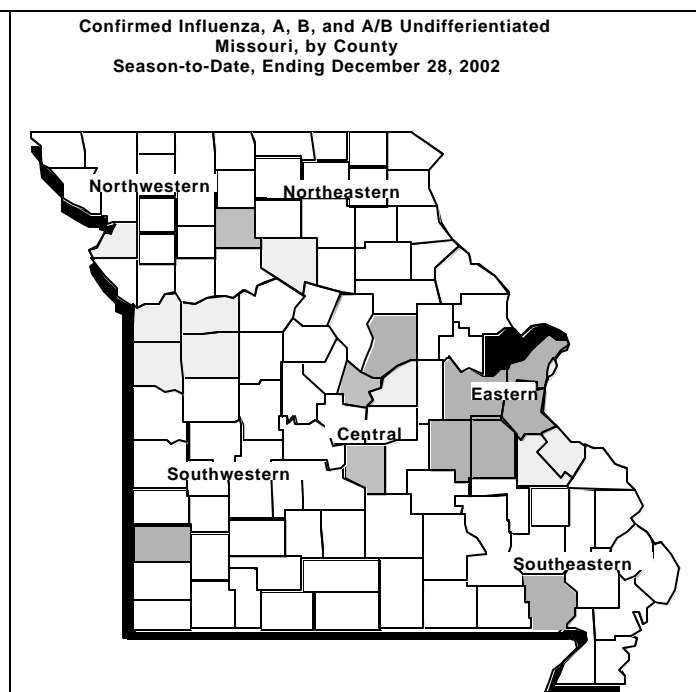 Confirmed Influenza, A, B, and A/B Undifferientiated
Missouri, by County
Season-to-Date, Ending December 28, 2002
Northwestern
Northeastern
Eastern
Central
Southwestern
Southeastern